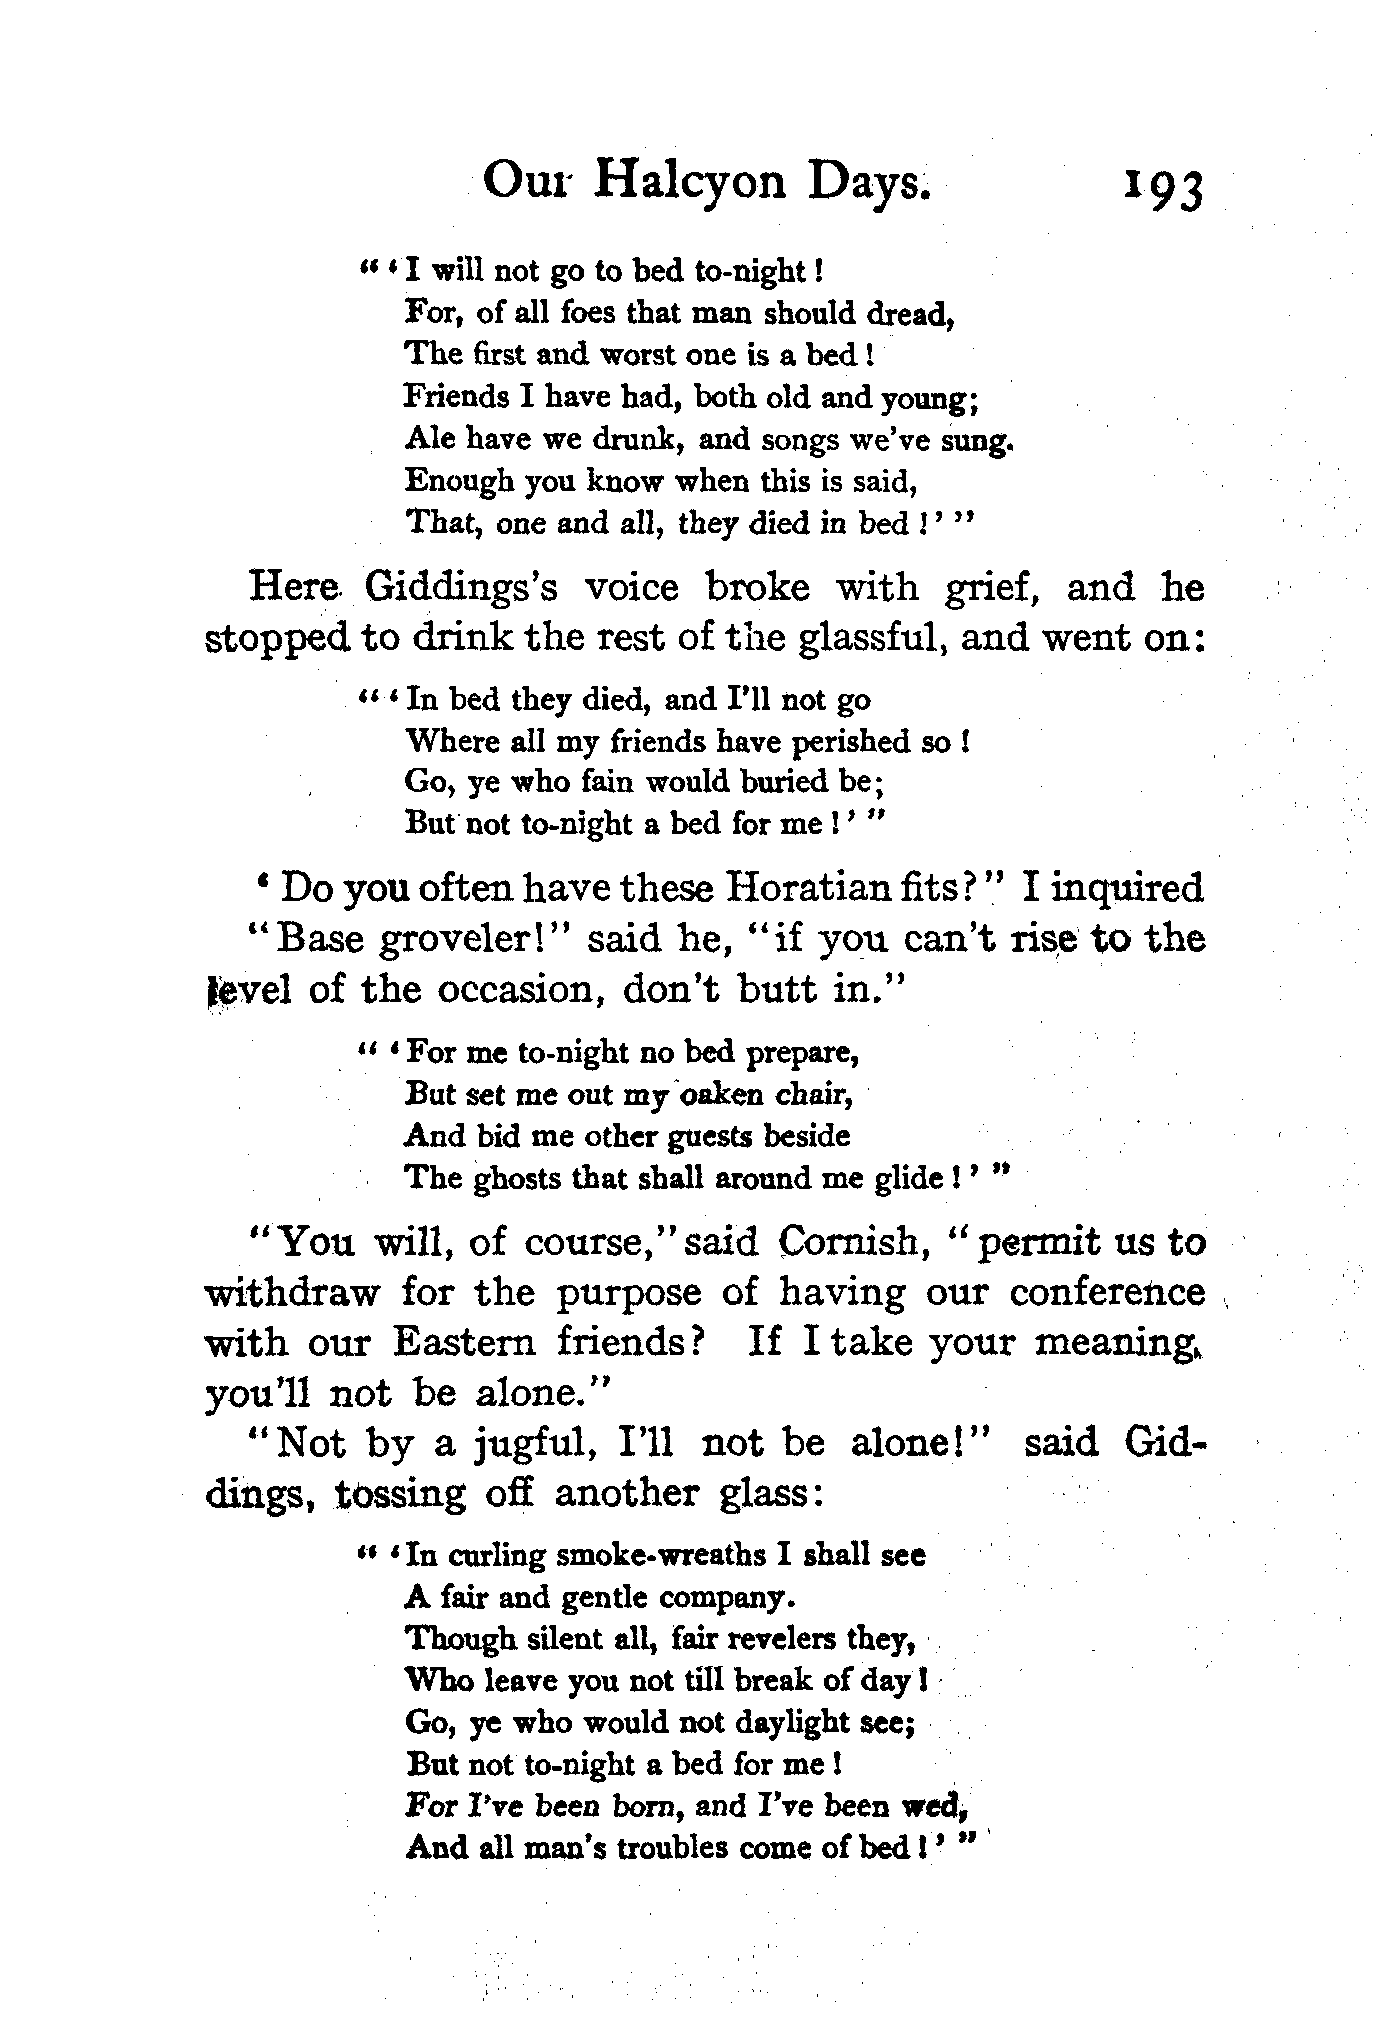 Our Halcyon Days. 193
“ ‘ I will not go to bed to-night !
For, of all foes that man should dread,
The first and worst one is a bed !
Friends I have had, both old and young;
Ale have we drunk, and songs we’ve sung.
Enough you know when this is said,
That, one and all, they died in bed ! ’ ”
Here Giddings’s voice broke with grief, and he
stopped to drink the rest of the glassful, and went on:
“ ‘ In bed they died, and I’ll not go
Where all my friends have perished so !
Go, ye who fain would buried be;
But not to-night a bed for me ! ’ ”
‘ Do you often have these Horatian fits?” I inquired
“Base groveler!” said he, “if you can’t rise to the
level of the occasion, don’t butt in.”
“ ‘ For me to-night no bed prepare,
But set me out my oaken chair,
And bid me other guests beside
The ghosts that shall around me glide ! ’ ”
“You will, of course,” said Cornish, “permit us to
withdraw for the purpose of having our conference
with our Eastern friends? If I take your meaning,
you’ll not be alone.”
“Not by a jugful, I’ll not be alone!” said Gid-
dings, tossing off another glass:
“ ‘ In curling smoke-wreaths I shall see
A fair and gentle company.
Though silent all, fair revelers they,
Who leave you not till break of day !
Go, ye who would not daylight see;
But not to-night a bed for me !
For I’ve been born, and I’ve been wed,
And all man’s troubles come of bed ! ’ ”